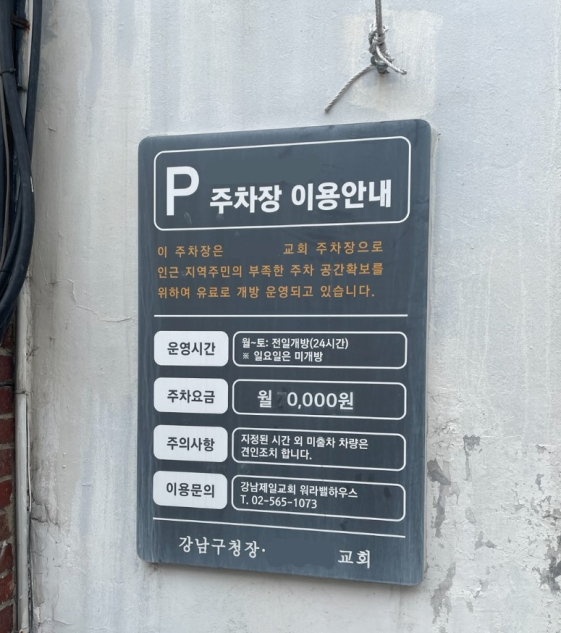 P 주차장 이용안내
이 주차장은 교회 주차장으로
인근 지역주민의 부족한 주차 공간확보를
위하여 유료로 개방 운영되고 있습니다.
운영시간
월~토: 전일개방(24시간)
※ 일요일은 미개방
주차요금
월 0,000원
주의사항
지정된 시간 외 미출차 차량은
견인조치 합니다.
이용문의
강남제일교회 워라밸하우스
T. 02-565-1073
강남구청장· 교회